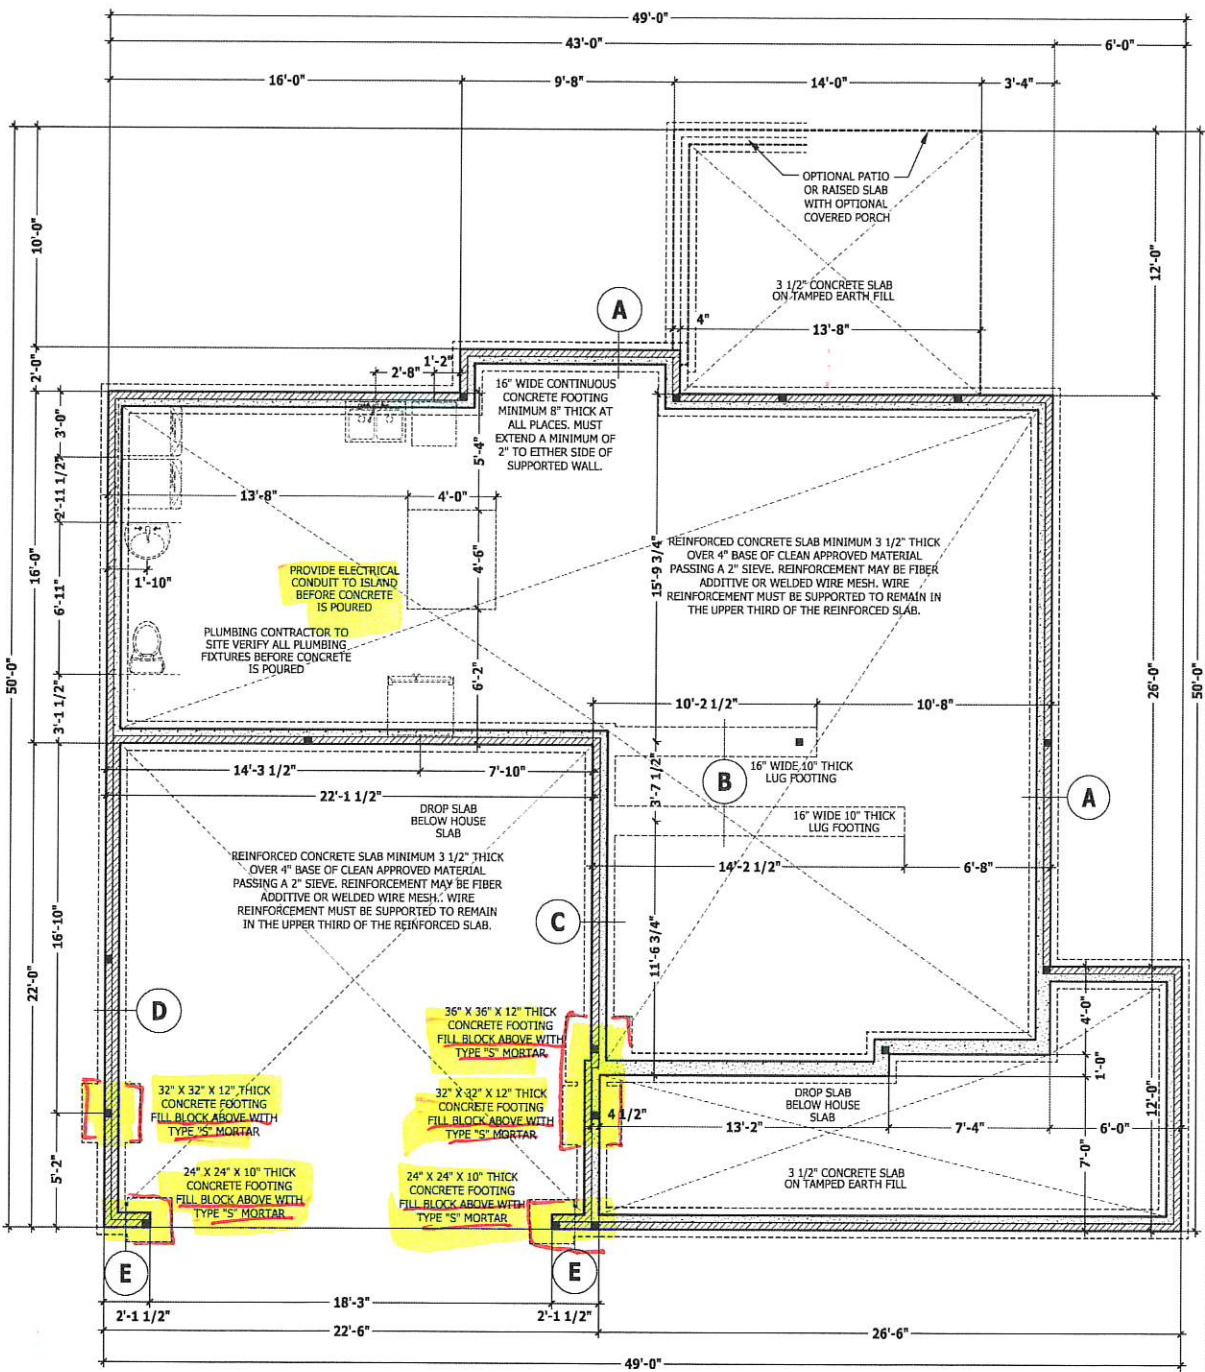 49'-0"
43'-0"
6'-0"
16'-0"
9'-8"
14'-0"
3'-4"
OPTIONAL PATIO
OR RAISED SLAB
WITH OPTIONAL
COVERED PORCH
10'-0"
12'-0"
3 1/2" CONCRETE SLAB
ON TAMPED EARTH FILL
A
4"
13'-8"
2'-0"
1'-2"
2'-8"
16" WIDE CONTINUOUS
CONCRETE FOOTING
MINIMUM 8" THICK AT
ALL PLACES. MUST
EXTEND A MINIMUM OF
2" TO EITHER SIDE OF
SUPPORTED WALL.
3'-0"
5'-4"
2'-11 1/2"
13'-8"
4'-0"
16'-0"
4'-6"
15'-9 3/4"
REINFORCED CONCRETE SLAB MINIMUM 3 1/2" THICK
OVER 4" BASE OF CLEAN APPROVED MATERIAL
PASSING A 2" SIEVE. REINFORCEMENT MAY BE FIBER
ADDITIVE OR WELDED WIRE MESH. WIRE
REINFORCEMENT MUST BE SUPPORTED TO REMAIN IN
THE UPPER THIRD OF THE REINFORCED SLAB.
1'-10"
PROVIDE ELECTRICAL
CONDUIT TO ISLAND
BEFORE CONCRETE
IS POURED
6'-11"
PLUMBING CONTRACTOR TO
SITE VERIFY ALL PLUMBING
FIXTURES BEFORE CONCRETE
IS POURED
50'-0"
6'-2"
26'-0"
50'-0"
3'-1 1/2"
10'-2 1/2"
10'-8"
14'-3 1/2"
7'-10"
3'-7 1/2"
B
16" WIDE 10" THICK
LUG FOOTING
22'-1 1/2"
A
DROP SLAB
BELOW HOUSE
SLAB
16" WIDE 10" THICK
LUG FOOTING
REINFORCED CONCRETE SLAB MINIMUM 3 1/2" THICK
OVER 4" BASE OF CLEAN APPROVED MATERIAL
PASSING A 2" SIEVE. REINFORCEMENT MAY BE FIBER
ADDITIVE OR WELDED WIRE MESH. WIRE
REINFORCEMENT MUST BE SUPPORTED TO REMAIN
IN THE UPPER THIRD OF THE REINFORCED SLAB.
14'-2 1/2"
6'-8"
16'-10"
C
11'-6 3/4"
22'-0"
D
36" X 36" X 12" THICK
CONCRETE FOOTING
FILL BLOCK ABOVE WITH
TYPE "S" MORTAR
4'-0"
1'-0"
32" X 32" X 12" THICK
CONCRETE FOOTING
FILL BLOCK ABOVE WITH
TYPE "S" MORTAR
32" X 32" X 12" THICK
CONCRETE FOOTING
FILL BLOCK ABOVE WITH
TYPE "S" MORTAR
4 1/2"
DROP SLAB
BELOW HOUSE
SLAB
12'-0"
13'-2"
7'-4"
6'-0"
5'-2"
7'-0"
24" X 24" X 10" THICK
CONCRETE FOOTING
FILL BLOCK ABOVE WITH
TYPE "S" MORTAR
24" X 24" X 10" THICK
CONCRETE FOOTING
FILL BLOCK ABOVE WITH
TYPE "S" MORTAR
3 1/2" CONCRETE SLAB
ON TAMPED EARTH FILL
E
E
18'-3"
2'-1 1/2"
2'-1 1/2"
22'-6"
26'-6"
49'-0"